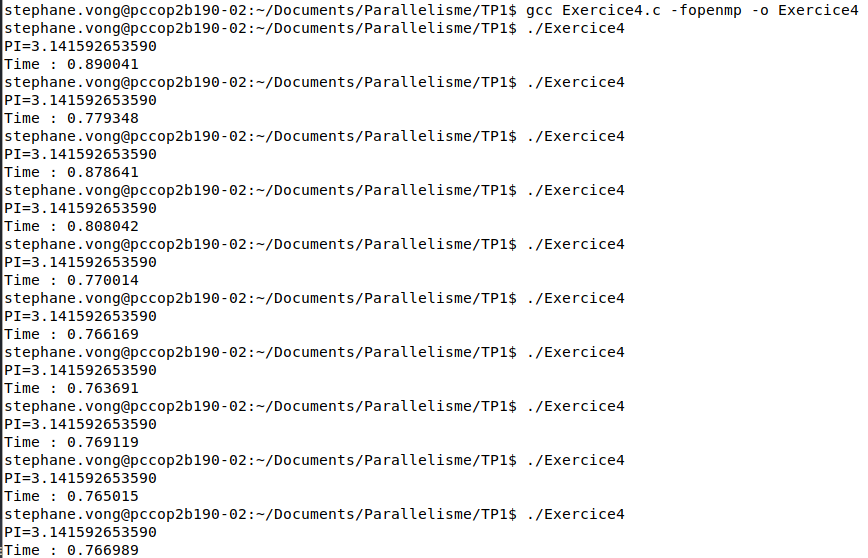 stephane.vong@pccop2b190-02:~/Documents/Parallelisme/TP1$ gcc Exercice4.c -fopenmp -o Exercice4
stephane.vong@pccop2b190-02:~/Documents/Parallelisme/TP1$ ./Exercice4
PI=3.141592653590
Time : 0.890041
stephane.vong@pccop2b190-02:~/Documents/Parallelisme/TP1$ ./Exercice4
PI=3.141592653590
Time : 0.779348
stephane.vong@pccop2b190-02:~/Documents/Parallelisme/TP1$ ./Exercice4
PI=3.141592653590
Time : 0.878641
stephane.vong@pccop2b190-02:~/Documents/Parallelisme/TP1$ ./Exercice4
PI=3.141592653590
Time : 0.808042
stephane.vong@pccop2b190-02:~/Documents/Parallelisme/TP1$ ./Exercice4
PI=3.141592653590
Time : 0.770014
stephane.vong@pccop2b190-02:~/Documents/Parallelisme/TP1$ ./Exercice4
PI=3.141592653590
Time : 0.766169
stephane.vong@pccop2b190-02:~/Documents/Parallelisme/TP1$ ./Exercice4
PI=3.141592653590
Time : 0.763691
stephane.vong@pccop2b190-02:~/Documents/Parallelisme/TP1$ ./Exercice4
PI=3.141592653590
Time : 0.769119
stephane.vong@pccop2b190-02:~/Documents/Parallelisme/TP1$ ./Exercice4
PI=3.141592653590
Time : 0.765015
stephane.vong@pccop2b190-02:~/Documents/Parallelisme/TP1$ ./Exercice4
PI=3.141592653590
Time : 0.766989